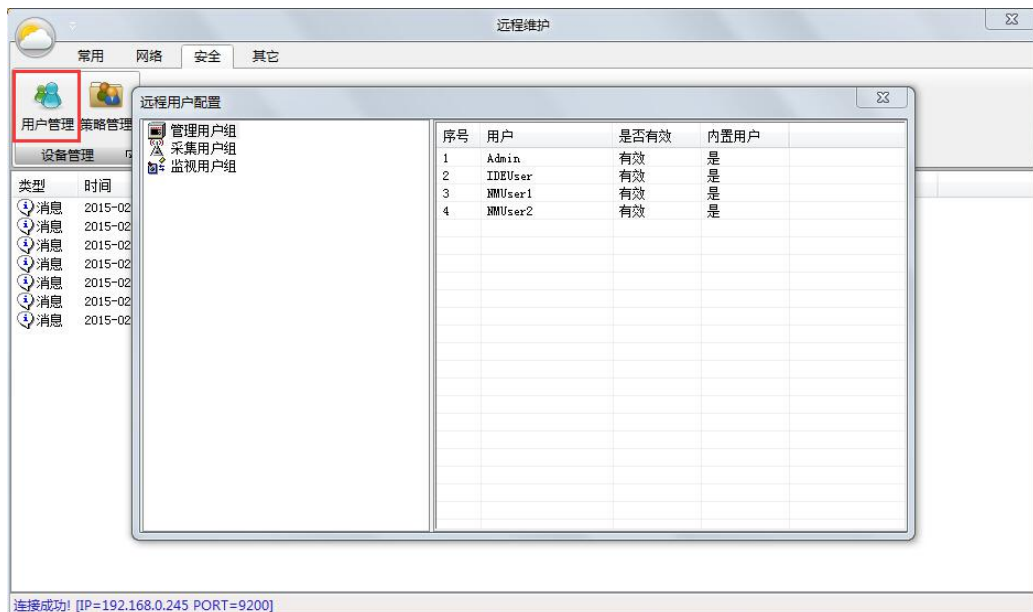 远程维护
常用 网络 安全 其它
用户管理 策略管理
设备管理
远程用户配置
管理用户组
采集用户组
监视用户组
序号 用户 是否有效 内置用户
1 Admin 有效 是
2 IDEUser 有效 是
3 NMUser1 有效 是
4 NMUser2 有效 是
类型 时间
消息 2015-02
消息 2015-02
消息 2015-02
消息 2015-02
消息 2015-02
消息 2015-02
消息 2015-02
连接成功! [IP=192.168.0.245 PORT=9200]